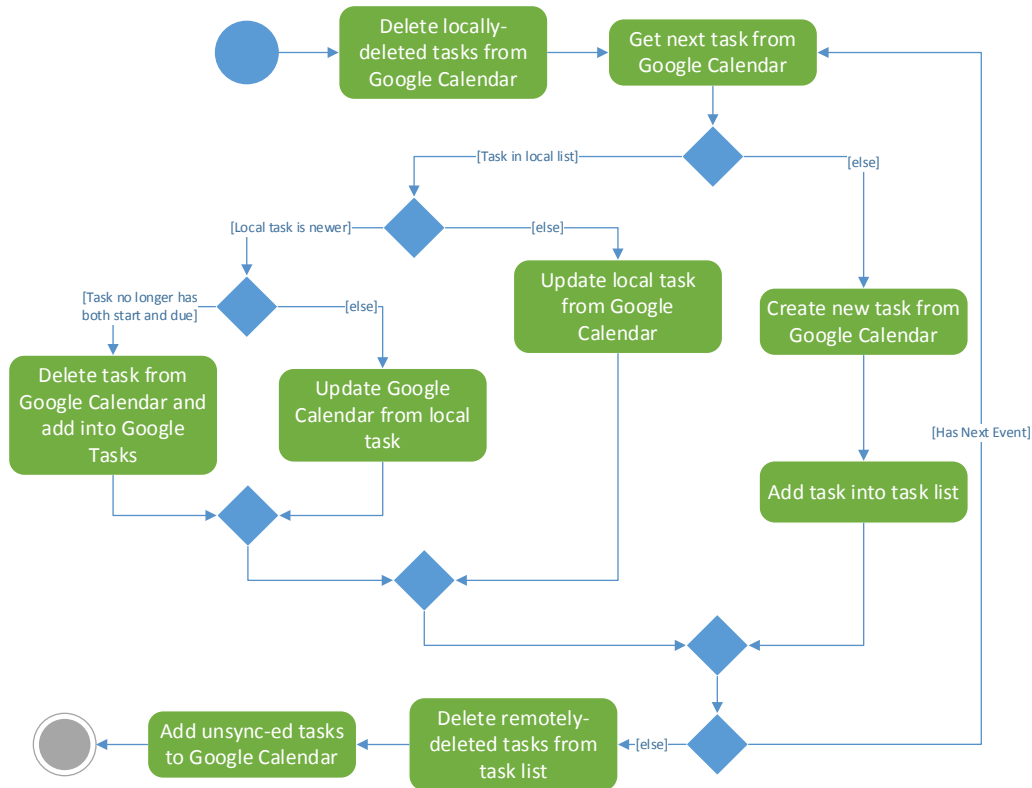 Delete locally-
deleted tasks from
Google Calendar
Get next task from
Google Calendar
[Task in local list]
[else]
[Local task is newer]
[else]
[Task no longer has
both start and due]
[else]
Update local task
from Google
Calendar
Create new task from
Google Calendar
Delete task from
Google Calendar and
add into Google
Tasks
Update Google
Calendar from local
task
[Has Next Event]
Add task into task list
Add unsync-ed tasks
to Google Calendar
Delete remotely-
deleted tasks from
task list
[else]